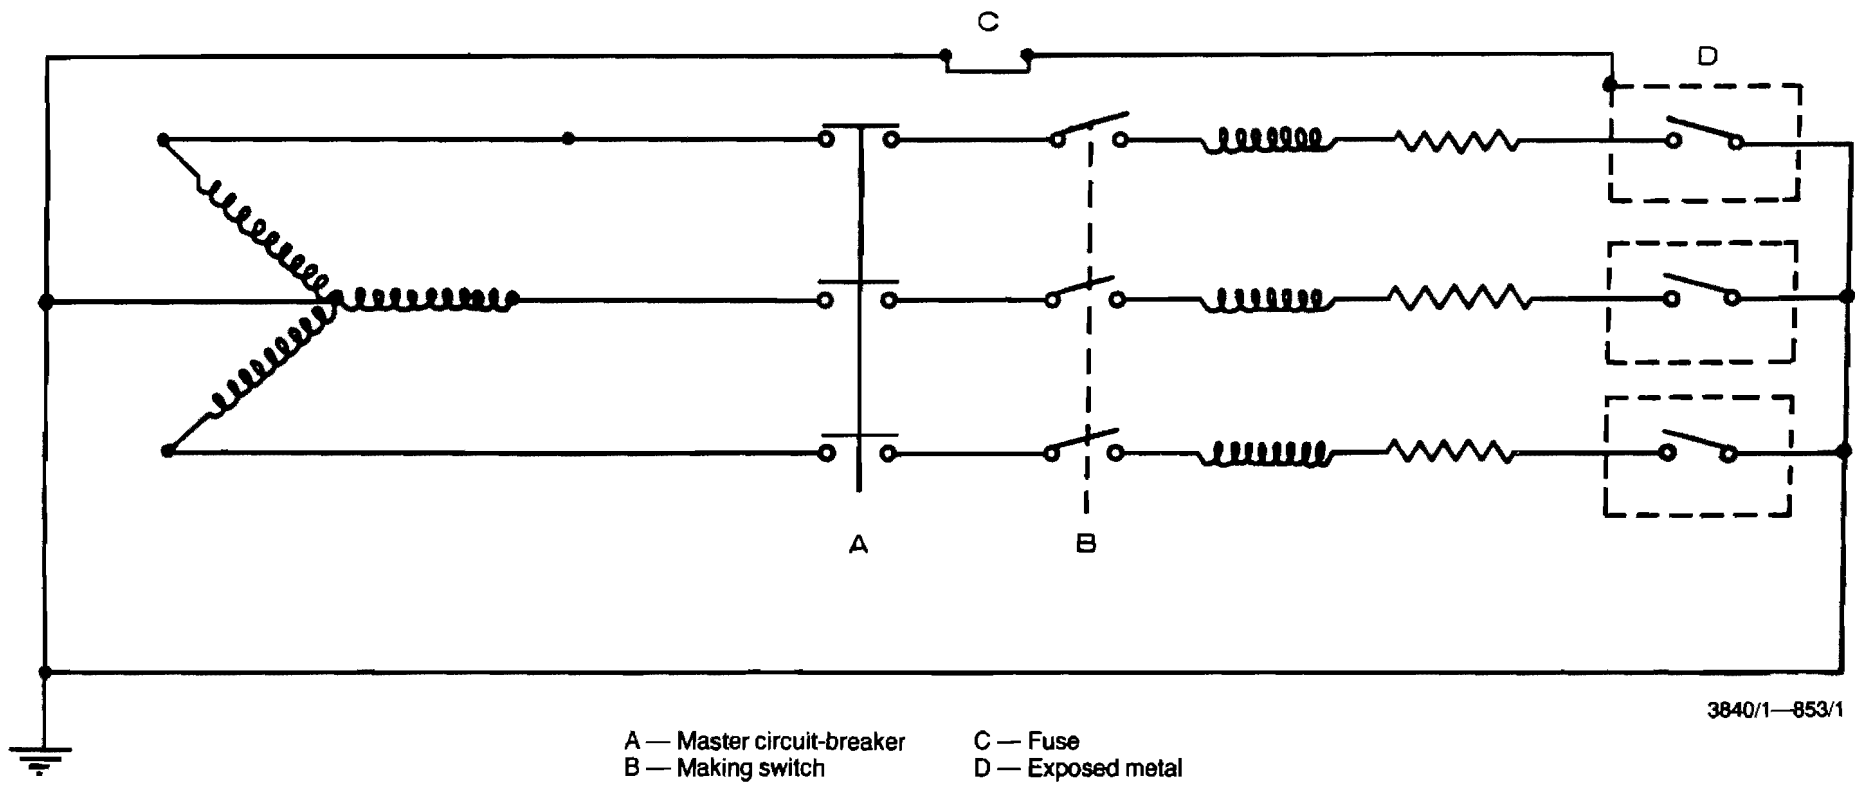 C
D
A
B
3840/1—853/1
A — Master circuit-breaker
C — Fuse
B — Making switch
D — Exposed metal